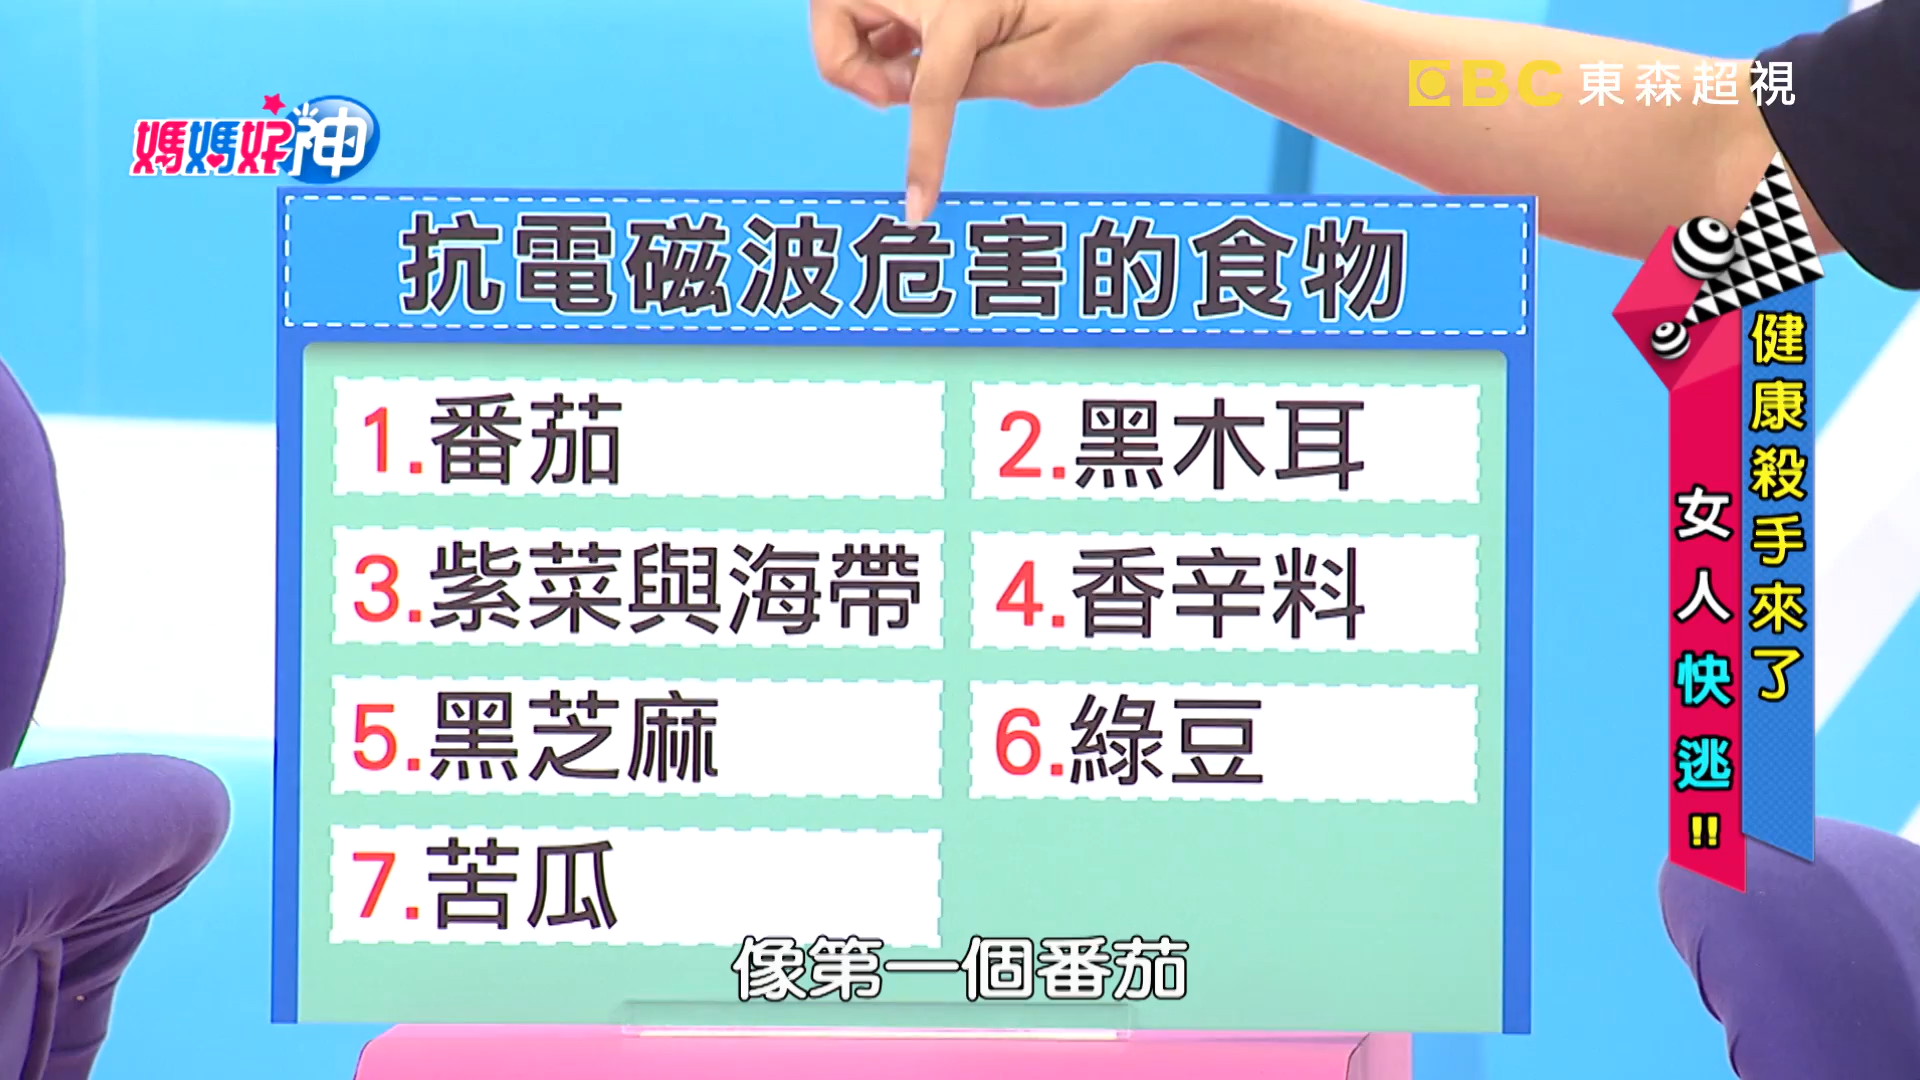 媽媽好神
EBC 東森超視
抗電磁波危害的食物
1.番茄
2.黑木耳
3.紫菜與海帶
4.香辛料
5.黑芝麻
6.綠豆
7.苦瓜
健康殺手來了
女人快逃!!
像第一個番茄